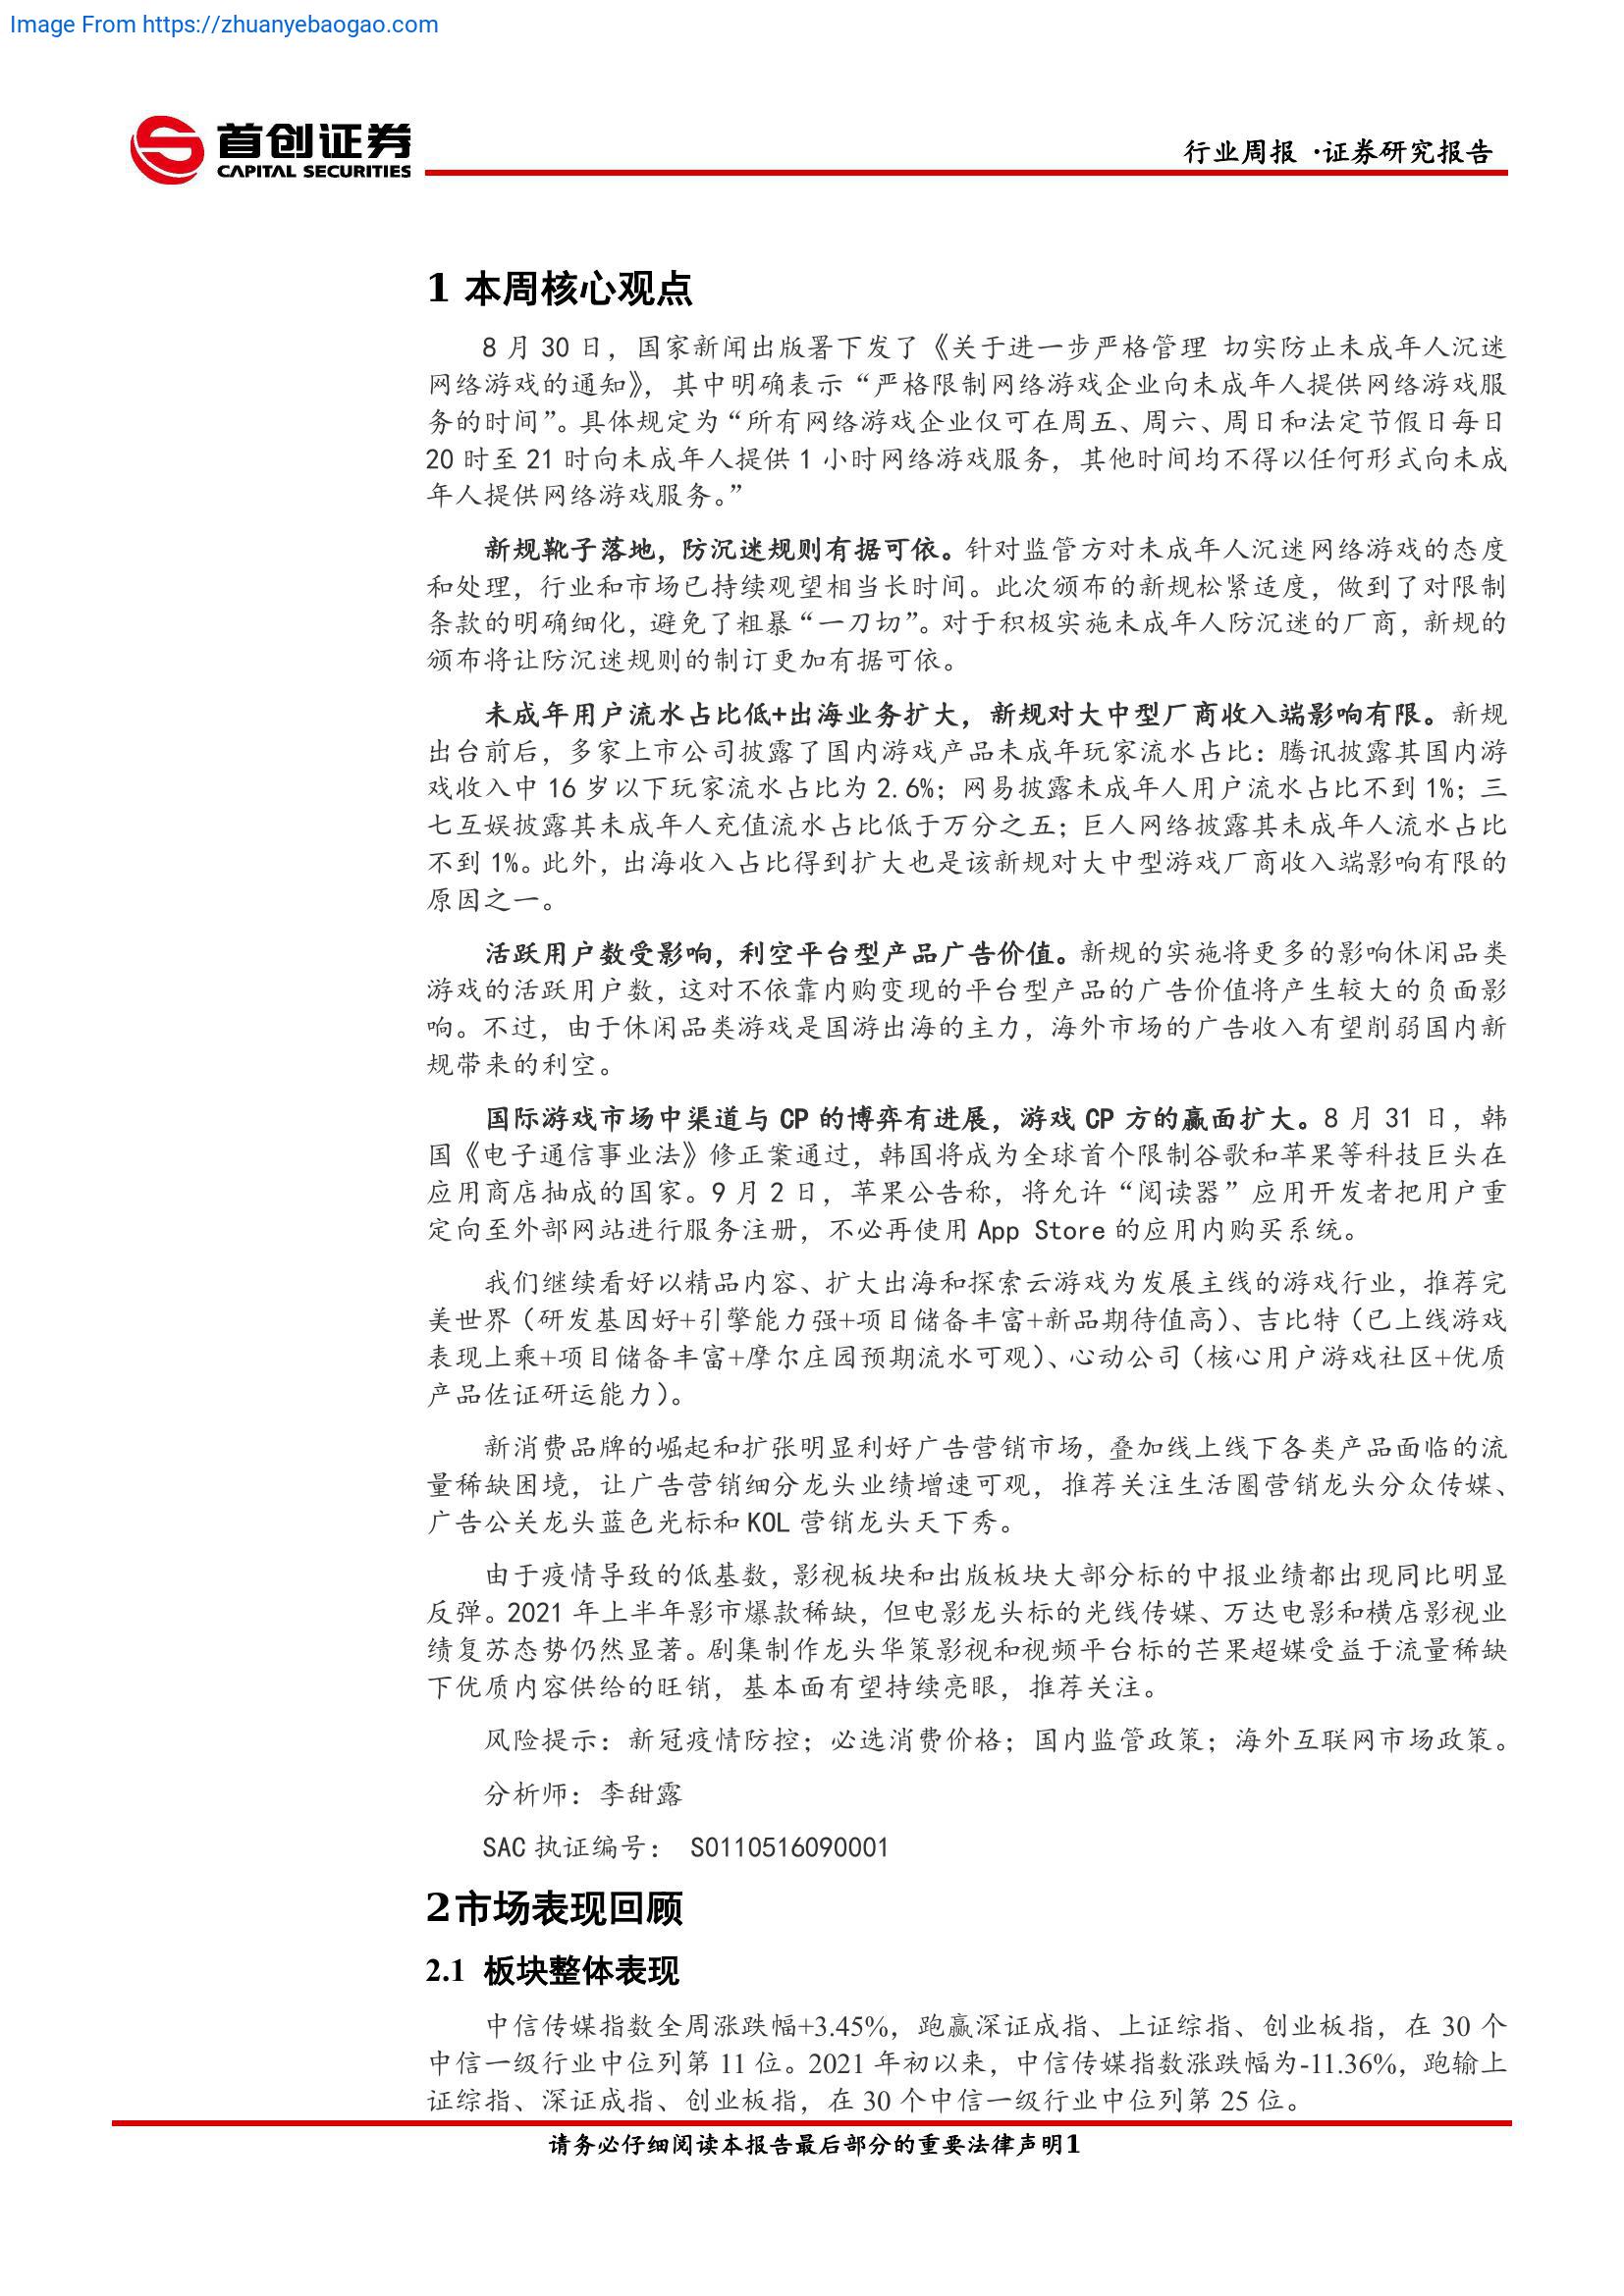 Image From https://zhuanyebaogao.com
首创证券
CAPITAL SECURITIES
行业周报 ·证券研究报告
1 本周核心观点
8 月 30 日，国家新闻出版署下发了《关于进一步严格管理 切实防止未成年人沉迷
网络游戏的通知》，其中明确表示“严格限制网络游戏企业向未成年人提供网络游戏服
务的时间”。具体规定为“所有网络游戏企业仅可在周五、周六、周日和法定节假日每日
20 时至 21 时向未成年人提供 1 小时网络游戏服务，其他时间均不得以任何形式向未成
年人提供网络游戏服务。”
新规靴子落地，防沉迷规则有据可依。针对监管方对未成年人沉迷网络游戏的态度
和处理，行业和市场已持续观望相当长时间。此次颁布的新规松紧适度，做到了对限制
条款的明确细化，避免了粗暴“一刀切”。对于积极实施未成年人防沉迷的厂商，新规的
颁布将让防沉迷规则的制订更加有据可依。
未成年用户流水占比低+出海业务扩大，新规对大中型厂商收入端影响有限。新规
出台前后，多家上市公司披露了国内游戏产品未成年玩家流水占比：腾讯披露其国内游
戏收入中 16 岁以下玩家流水占比为 2.6%；网易披露未成年人用户流水占比不到 1%；三
七互娱披露其未成年人充值流水占比低于万分之五；巨人网络披露其未成年人流水占比
不到 1%。此外，出海收入占比得到扩大也是该新规对大中型游戏厂商收入端影响有限的
原因之一。
活跃用户数受影响，利空平台型产品广告价值。新规的实施将更多的影响休闲品类
游戏的活跃用户数，这对不依靠内购变现的平台型产品的广告价值将产生较大的负面影
响。不过，由于休闲品类游戏是国游出海的主力，海外市场的广告收入有望削弱国内新
规带来的利空。
国际游戏市场中渠道与 CP 的博弈有进展，游戏 CP 方的赢面扩大。8 月 31 日，韩
国《电子通信事业法》修正案通过，韩国将成为全球首个限制谷歌和苹果等科技巨头在
应用商店抽成的国家。9 月 2 日，苹果公告称，将允许“阅读器”应用开发者把用户重
定向至外部网站进行服务注册，不必再使用 App Store 的应用内购买系统。
我们继续看好以精品内容、扩大出海和探索云游戏为发展主线的游戏行业，推荐完
美世界（研发基因好+引擎能力强+项目储备丰富+新品期待值高）、吉比特（已上线游戏
表现上乘+项目储备丰富+摩尔庄园预期流水可观）、心动公司（核心用户游戏社区+优质
产品佐证研运能力）。
新消费品牌的崛起和扩张明显利好广告营销市场，叠加线上线下各类产品面临的流
量稀缺困境，让广告营销细分龙头业绩增速可观，推荐关注生活圈营销龙头分众传媒、
广告公关龙头蓝色光标和 KOL 营销龙头天下秀。
由于疫情导致的低基数，影视板块和出版板块大部分标的中报业绩都出现同比明显
反弹。2021 年上半年影市爆款稀缺，但电影龙头标的光线传媒、万达电影和横店影视业
绩复苏态势仍然显著。剧集制作龙头华策影视和视频平台标的芒果超媒受益于流量稀缺
下优质内容供给的旺销，基本面有望持续亮眼，推荐关注。
风险提示：新冠疫情防控；必选消费价格；国内监管政策；海外互联网市场政策。
分析师：李甜露
SAC 执证编号： S0110516090001
2市场表现回顾
2.1 板块整体表现
中信传媒指数全周涨跌幅+3.45%，跑赢深证成指、上证综指、创业板指，在 30 个
中信一级行业中位列第 11 位。2021 年初以来，中信传媒指数涨跌幅为-11.36%，跑输上
证综指、深证成指、创业板指，在 30 个中信一级行业中位列第 25 位。
请务必仔细阅读本报告最后部分的重要法律声明1